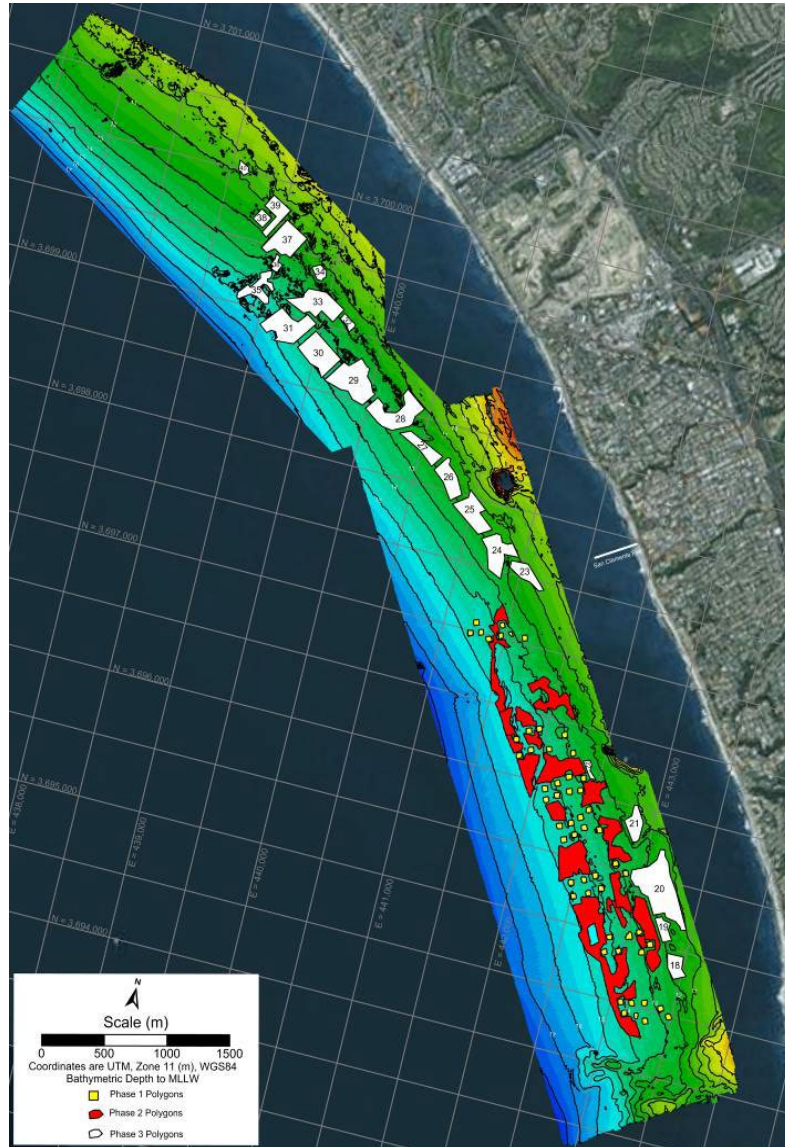 N = 3,701,000
N = 3,700,000
N = 3,699,000
39
38
37
34
35
33
E = 440,000
31
30
29
N = 3,698,000
28
27
26
25
N = 3,697,000
24
23
San Clemente
N = 3,696,000
N = 3,695,000
E = 443,000
21
E = 438,000
E = 439,000
E = 440,000
20
E = 441,000
19
N = 3,694,000
18
N
Scale (m)
0 500 1000 1500
Coordinates are UTM, Zone 11 (m), WGS84
Bathymetric Depth to MLLW
Phase 1 Polygons
Phase 2 Polygons
Phase 3 Polygons